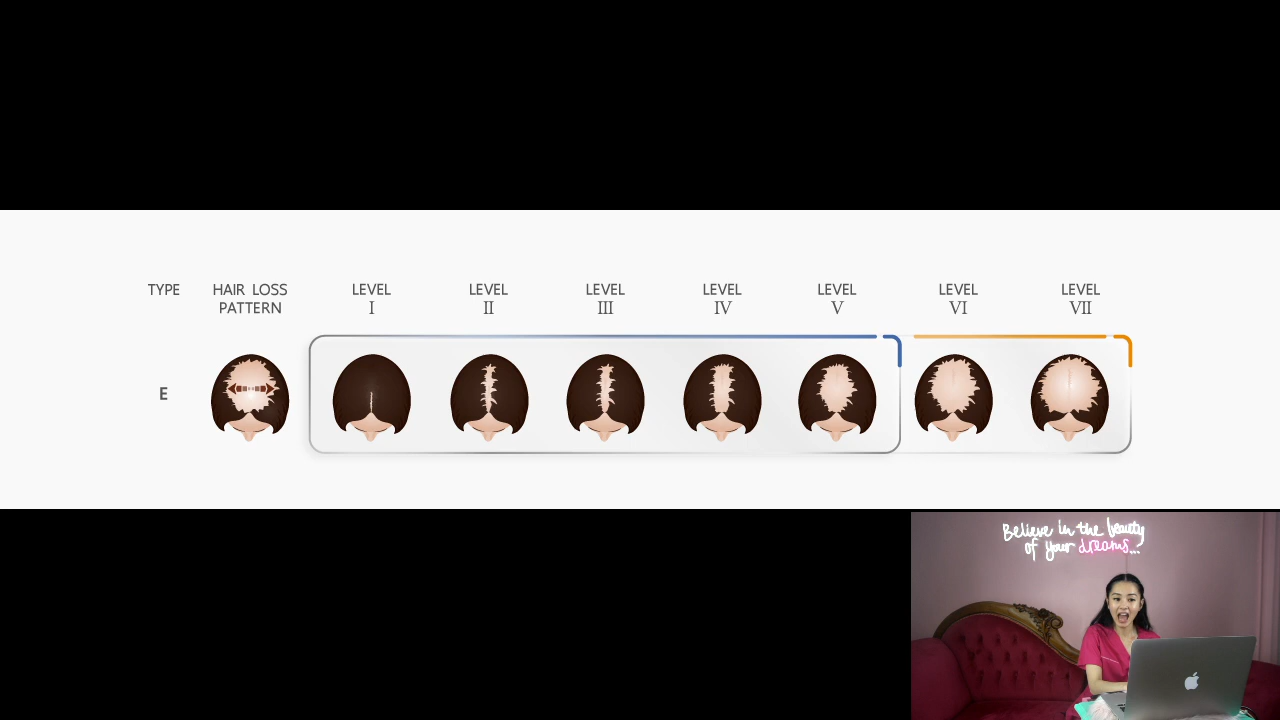 TYPE
HAIR LOSS
PATTERN
LEVEL
I
LEVEL
II
LEVEL
III
LEVEL
IV
LEVEL
V
LEVEL
VI
LEVEL
VII
E
Believe in the beauty
of your dreams...